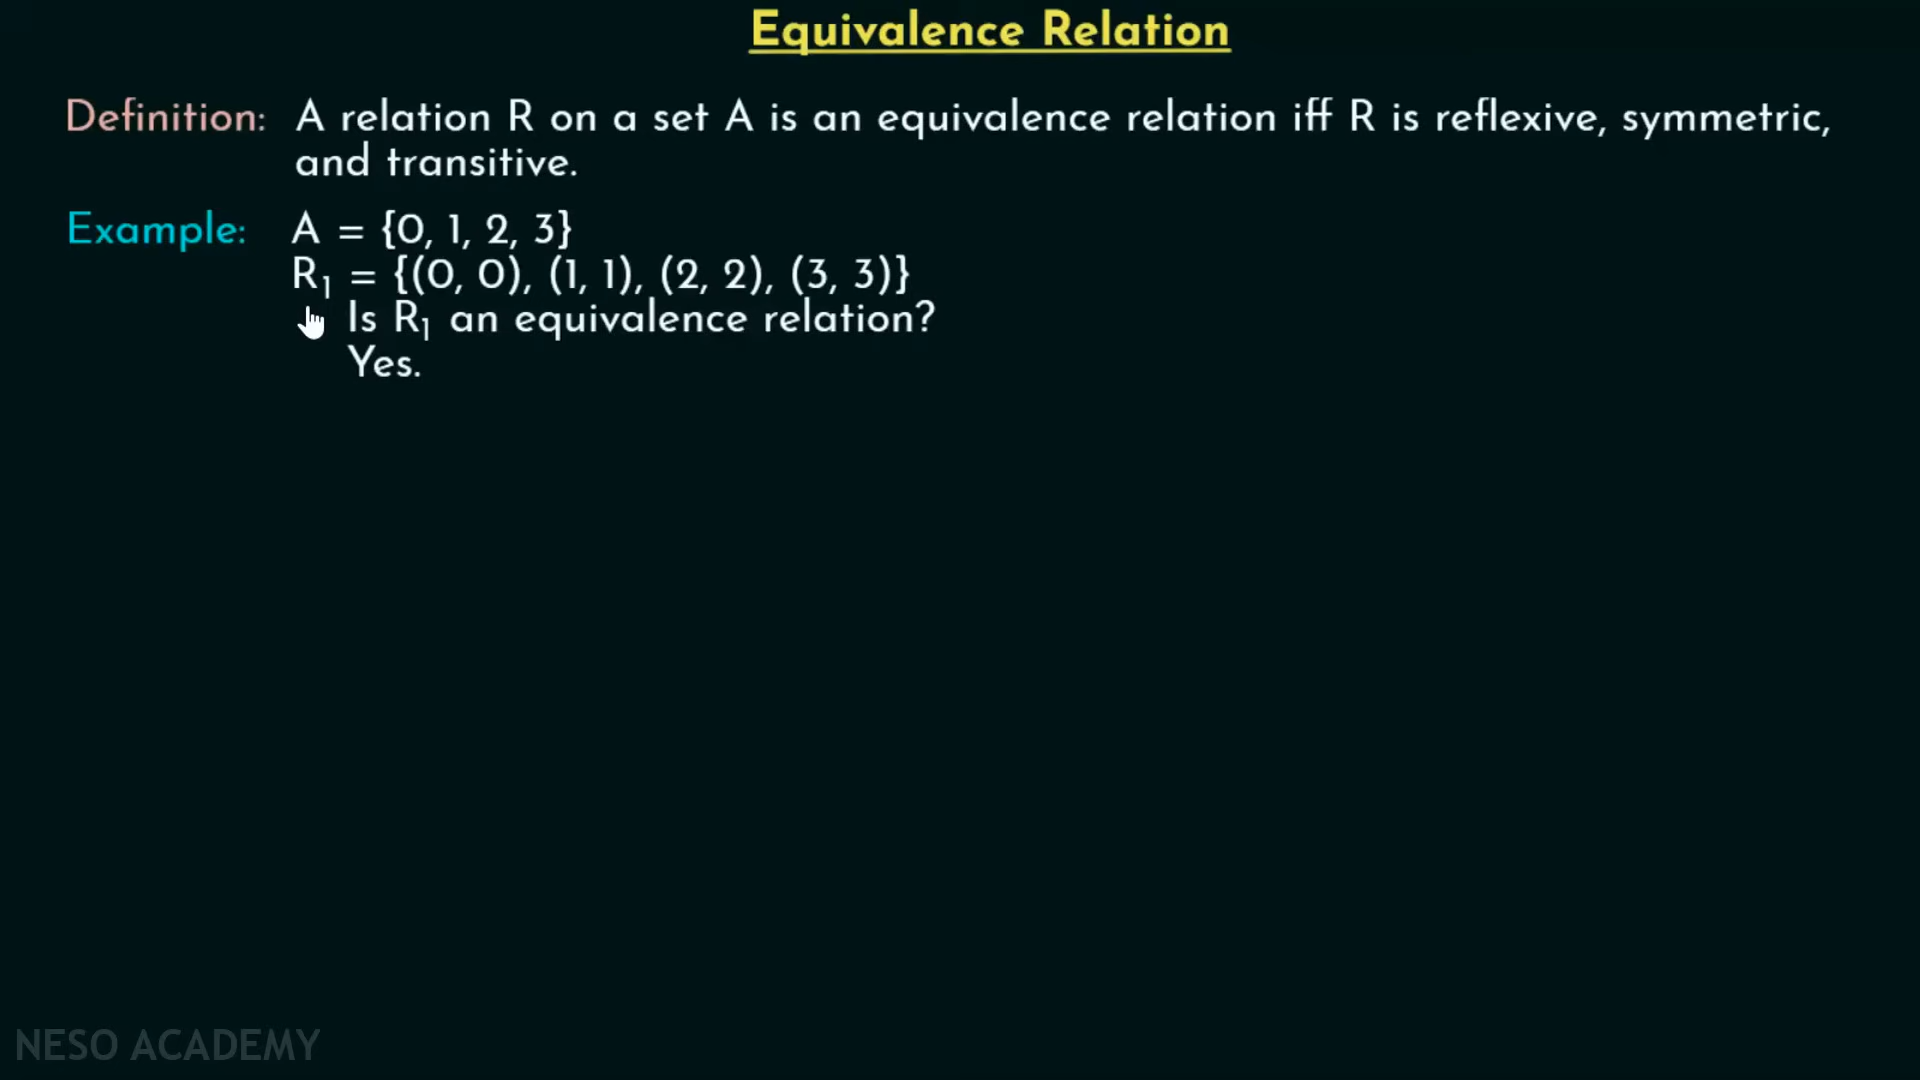 Equivalence Relation
Definition: A relation R on a set A is an equivalence relation iff R is reflexive, symmetric,
and transitive.
Example: A = {0, 1, 2, 3}
R₁ = {(0, 0), (1, 1), (2, 2), (3, 3)}
Is R₁ an equivalence relation?
Yes.
NESO ACADEMY